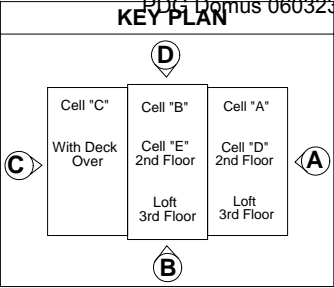 PDG Domus 060323
KEY PLAN
D
Cell "C"
With Deck
Over
Cell "B"
Cell "E"
2nd Floor
Loft
3rd Floor
Cell "A"
Cell "D"
2nd Floor
Loft
3rd Floor
C
A
B